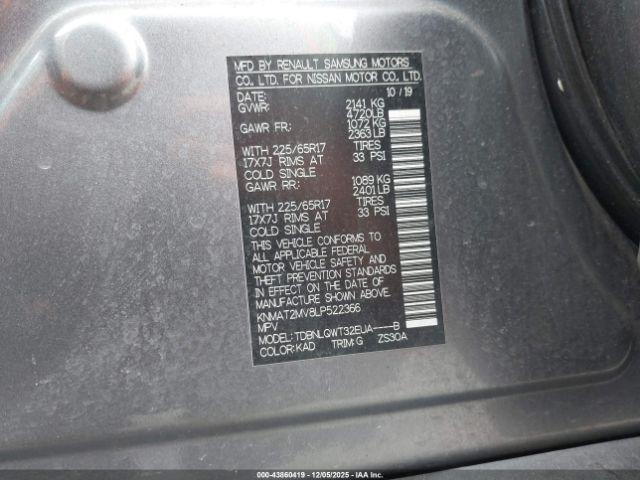 MFD BY RENAULT SAMSUNG MOTORS
CO., LTD. FOR NISSAN MOTOR CO., LTD.
DATE: 10/19
GVWR: 2141 KG
4720LB
GAWR FR: 1072 KG
2363 LB
WITH 225/65R17 TIRES
17X7J RIMS AT 33 PSI
COLD SINGLE
GAWR RR: 1089 KG
2401 LB
WITH 225/65R17 TIRES
17X7J RIMS AT 33 PSI
COLD SINGLE
THIS VEHICLE CONFORMS TO
ALL APPLICABLE FEDERAL
MOTOR VEHICLE SAFETY AND
THEFT PREVENTION STANDARDS
IN EFFECT ON THE DATE OF
MANUFACTURE SHOWN ABOVE.
KNMAT2MV8LP522366
MPV
MODEL: TDBNLQWT32EUA----B
COLOR: KAD TRIM: G ZS30A
00-43860419 - 12/05/2025 - COPYRIGHT IAA, LLC